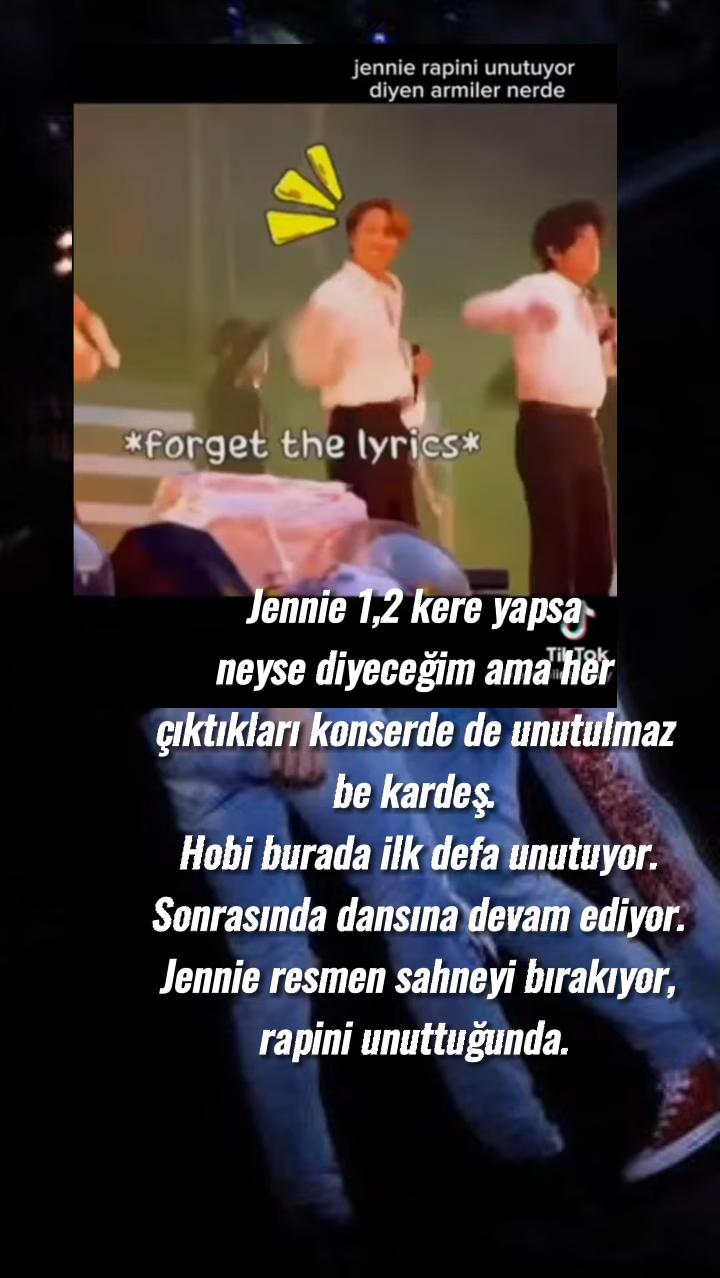 jennie rapini unutuyor
diyen armiler nerde
*forget the lyrics*
Jennie 1,2 kere yapsa
TikTok
neyse diyeceğim ama her
çıktıkları konserde de unutulmaz
be kardeş.
Hobi burada ilk defa unutuyor.
Sonrasında dansına devam ediyor.
Jennie resmen sahneyi bırakıyor,
rapini unuttuğunda.